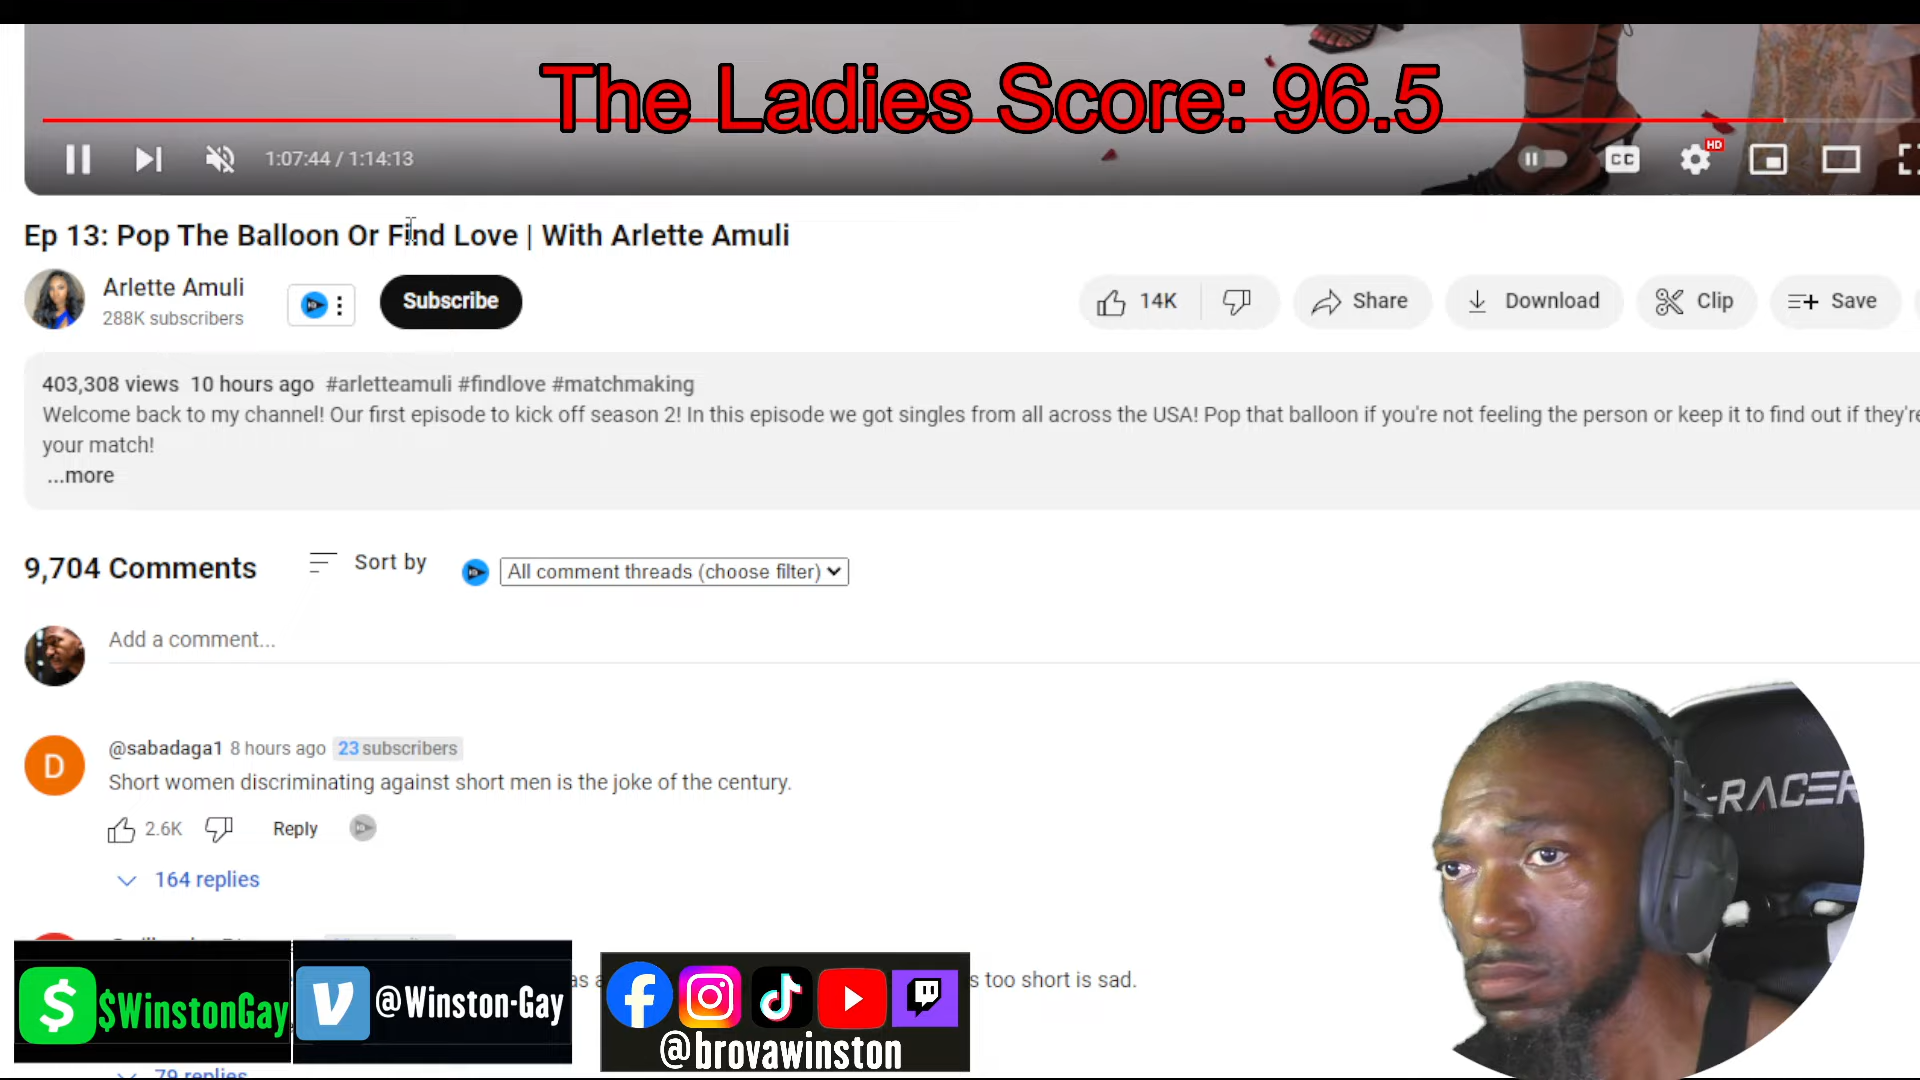 The Ladies Score: 96.5
1:07:44 / 1:14:13
CC
HD
Ep 13: Pop The Balloon Or Find Love | With Arlette Amuli
Arlette Amuli
288K subscribers
Subscribe
14K
Share
Download
Clip
Save
403,308 views 10 hours ago #arletteamuli #findlove #matchmaking
Welcome back to my channel! Our first episode to kick off season 2! In this episode we got singles from all across the USA! Pop that balloon if you're not feeling the person or keep it to find out if they're
your match!
...more
9,704 Comments
Sort by
All comment threads (choose filter)
Add a comment...
D
@sabadaga1 8 hours ago 23 subscribers
Short women discriminating against short men is the joke of the century.
2.6K
Reply
164 replies
-RACER
s too short is sad.
$WinstonGay
@Winston-Gay
@brovawinston
79 replies